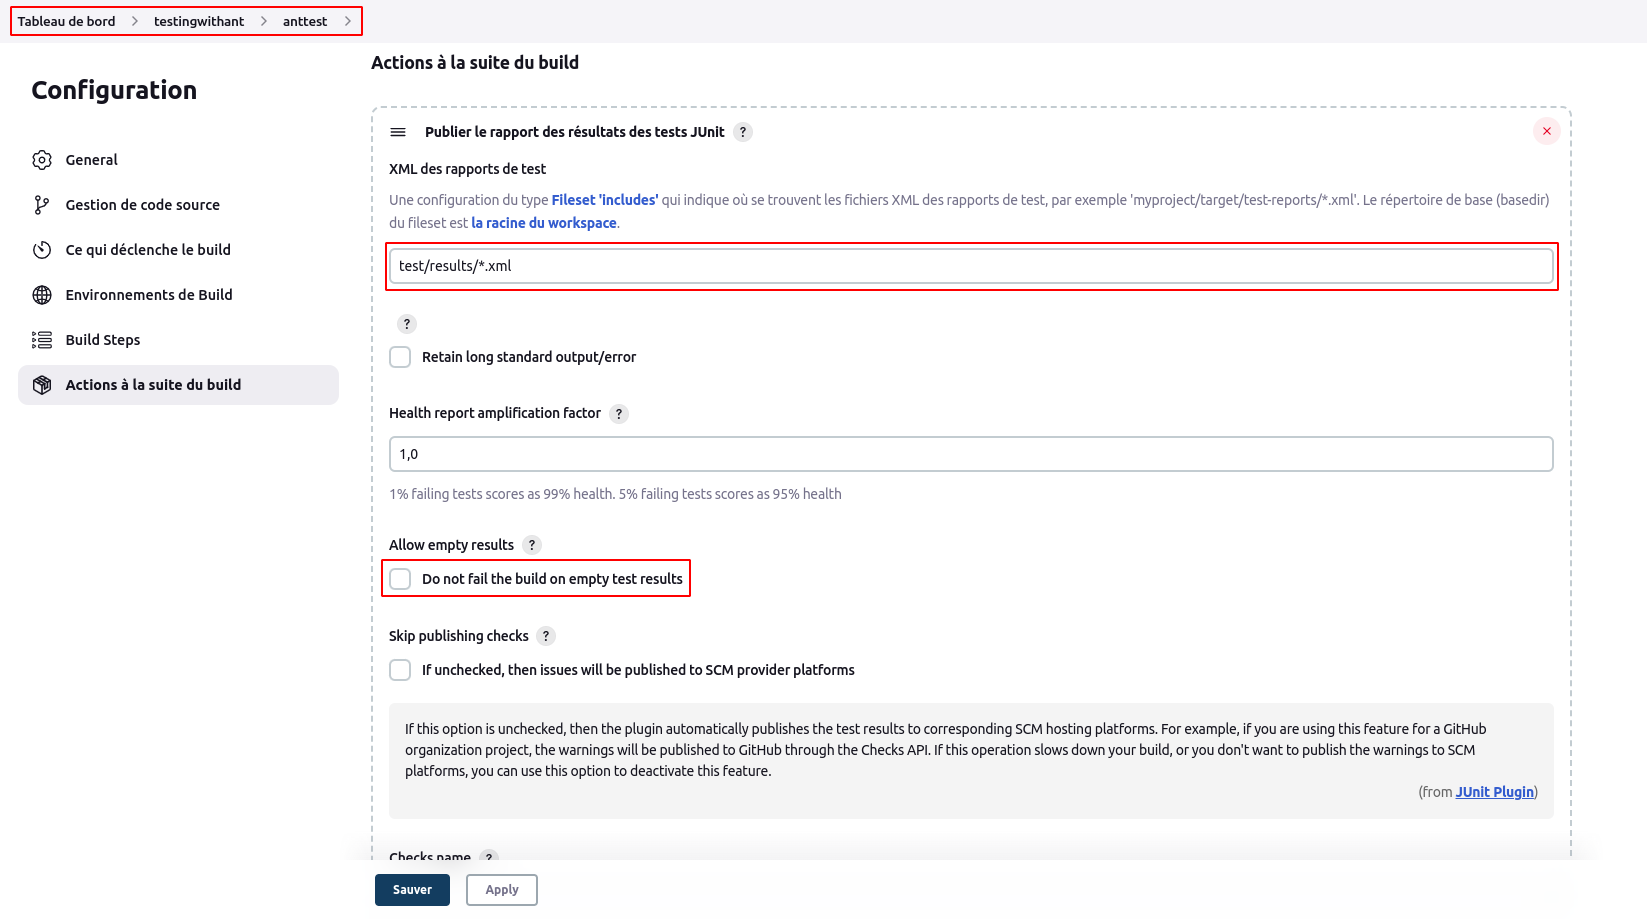 Tableau de bord > testingwithant > anttest >
Configuration
General
Gestion de code source
Ce qui déclenche le build
Environnements de Build
Build Steps
Actions à la suite du build
Actions à la suite du build
Publier le rapport des résultats des tests JUnit ?
XML des rapports de test
Une configuration du type Fileset 'includes' qui indique où se trouvent les fichiers XML des rapports de test, par exemple 'myproject/target/test-reports/*.xml'. Le répertoire de base (basedir)
du fileset est la racine du workspace.
test/results/*.xml
?
Retain long standard output/error
Health report amplification factor ?
1,0
1% failing tests scores as 99% health. 5% failing tests scores as 95% health
Allow empty results ?
Do not fail the build on empty test results
Skip publishing checks ?
If unchecked, then issues will be published to SCM provider platforms
If this option is unchecked, then the plugin automatically publishes the test results to corresponding SCM hosting platforms. For example, if you are using this feature for a GitHub
organization project, the warnings will be published to GitHub through the Checks API. If this operation slows down your build, or you don't want to publish the warnings to SCM
platforms, you can use this option to deactivate this feature.
(from JUnit Plugin)
Checks name ?
Sauver Apply